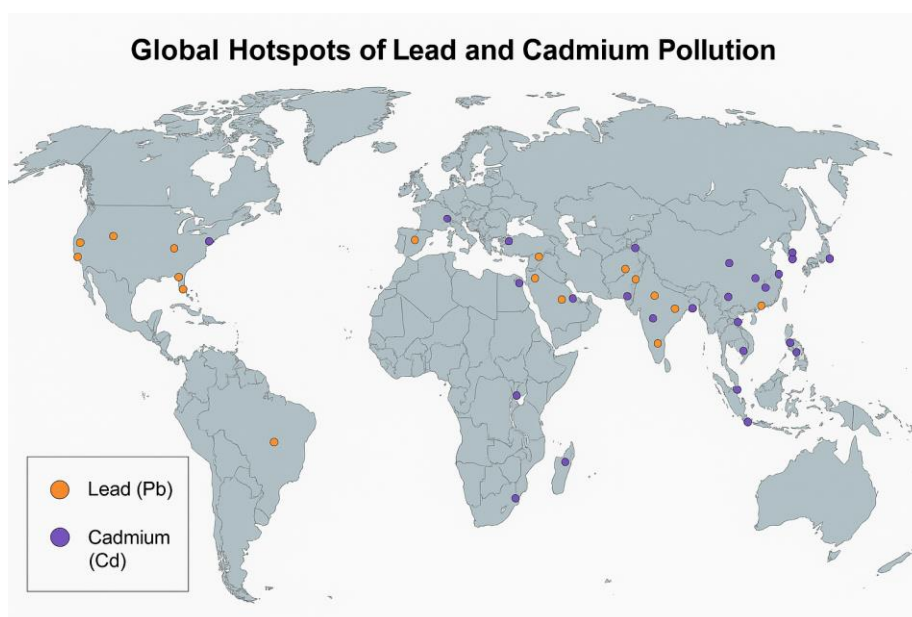 Global Hotspots of Lead and Cadmium Pollution
Lead (Pb)
Cadmium
(Cd)